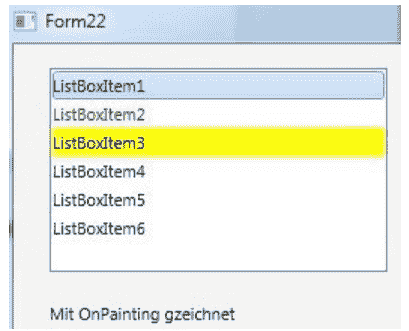 Form22
ListBoxItem1
ListBoxItem2
ListBoxItem3
ListBoxItem4
ListBoxItem5
ListBoxItem6
Mit OnPainting gzeichnet